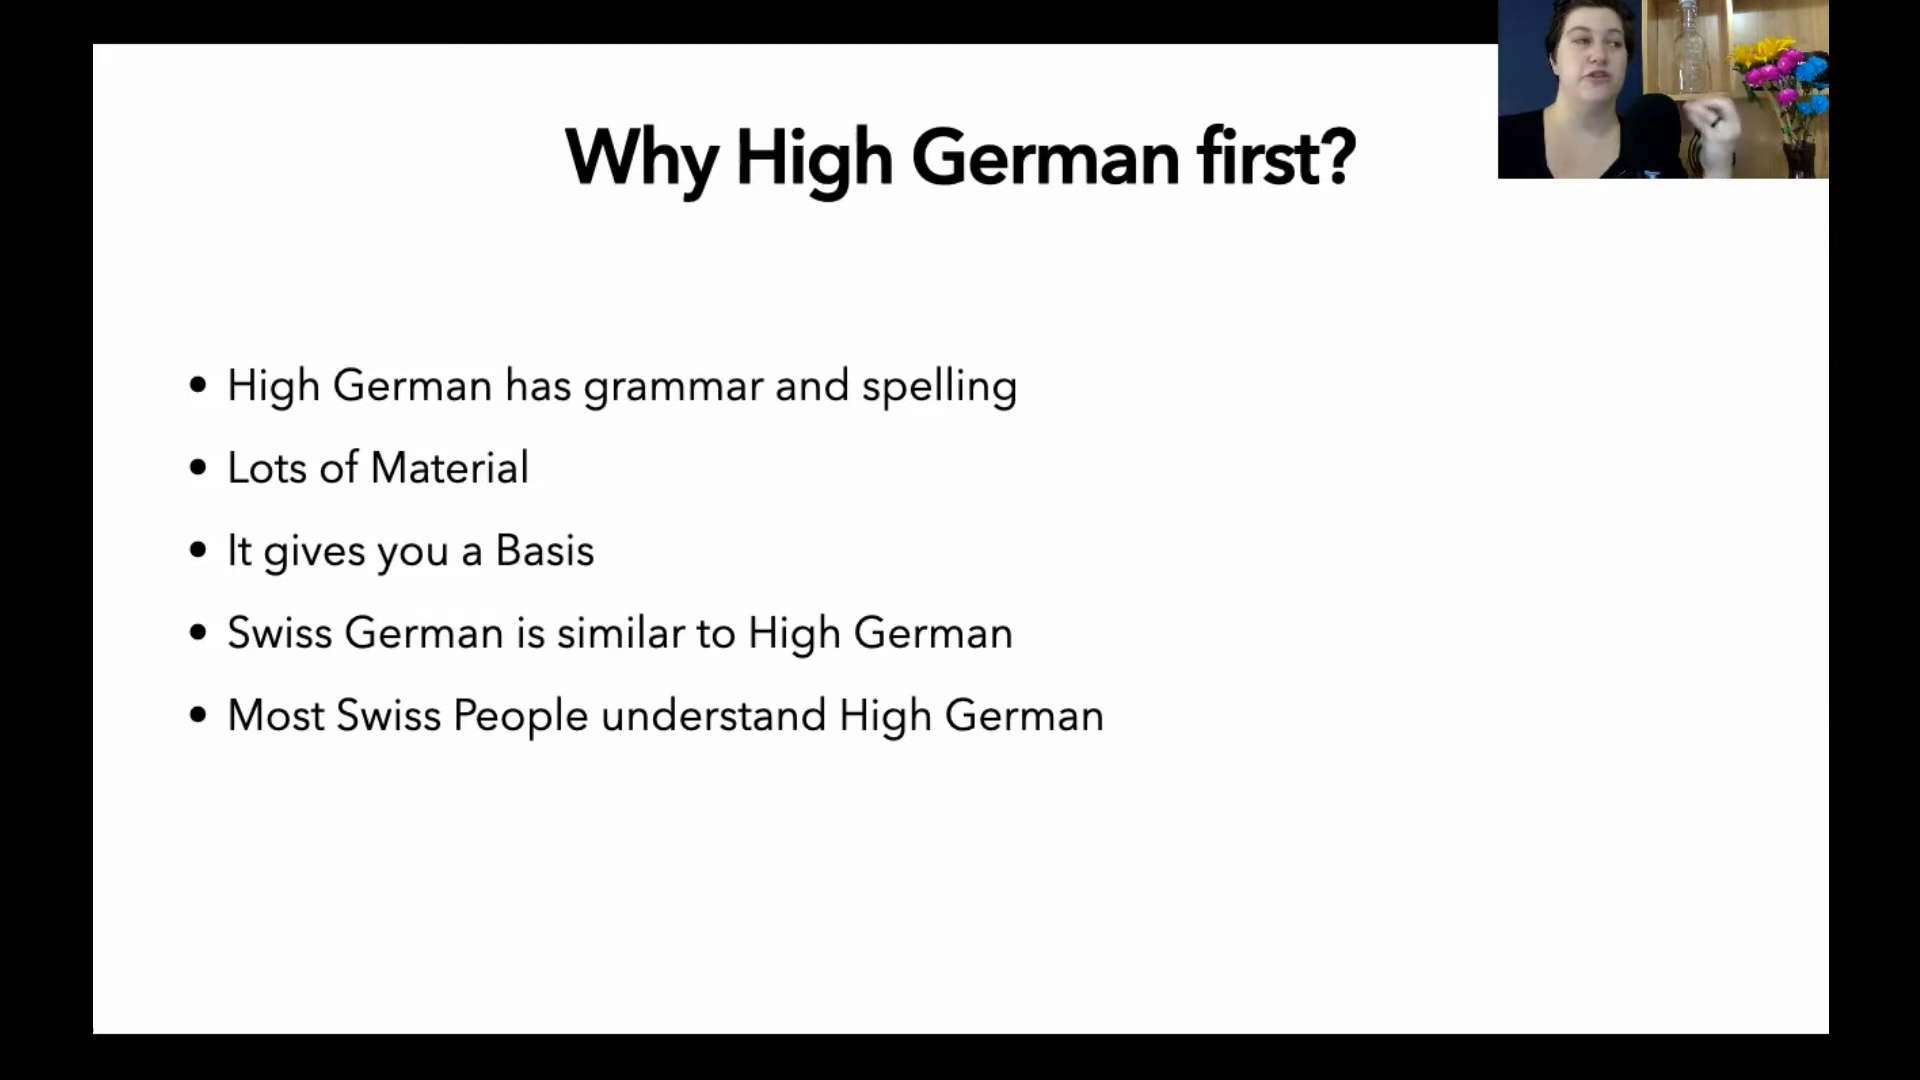 Why High German first?
• High German has grammar and spelling
• Lots of Material
• It gives you a Basis
• Swiss German is similar to High German
• Most Swiss People understand High German